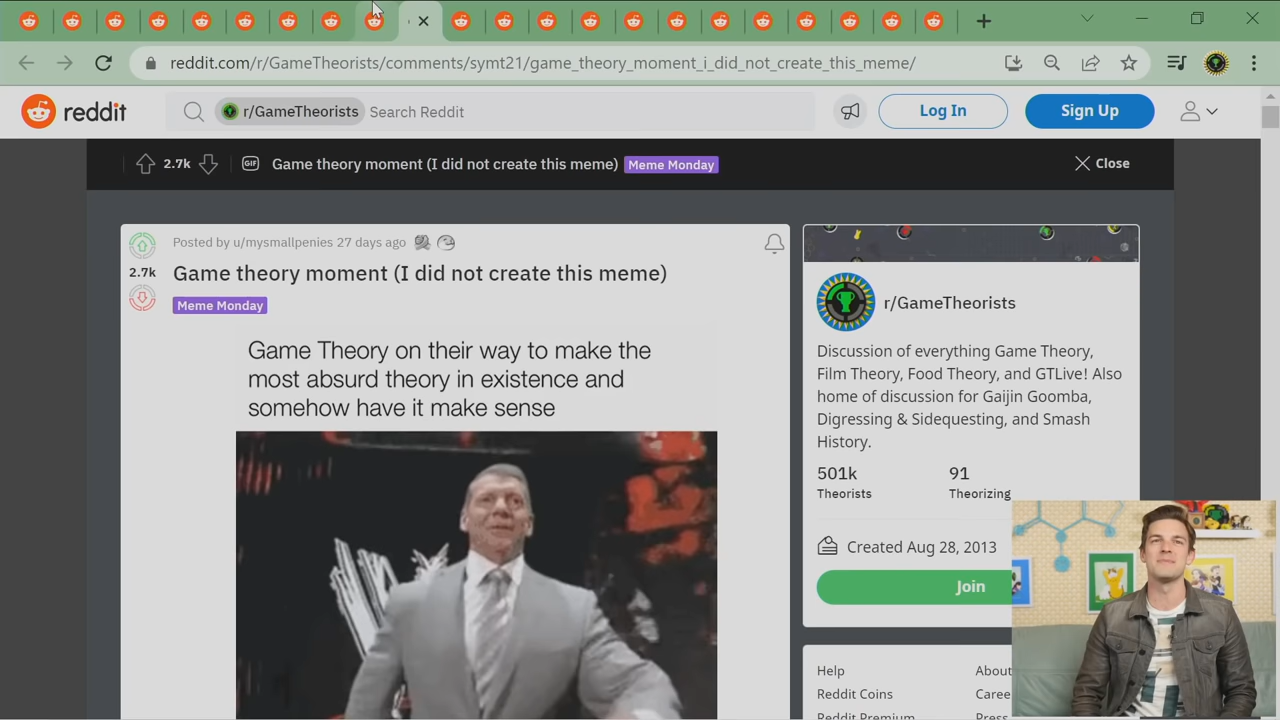 reddit.com/r/GameTheorists/comments/symt21/game_theory_moment_i_did_not_create_this_meme/
reddit
r/GameTheorists Search Reddit
Log In
Sign Up
2.7k
GIF
Game theory moment (I did not create this meme) Meme Monday
Close
Posted by u/mysmallpenies 27 days ago
2.7k
Game theory moment (I did not create this meme)
Meme Monday
Game Theory on their way to make the
most absurd theory in existence and
somehow have it make sense
r/GameTheorists
Discussion of everything Game Theory,
Film Theory, Food Theory, and GTLive! Also
home of discussion for Gaijin Goomba,
Digressing & Sidequesting, and Smash
History.
501k 91
Theorists Theorizing
Created Aug 28, 2013
Join
Help About
Reddit Coins Caree
Reddit Premium Press